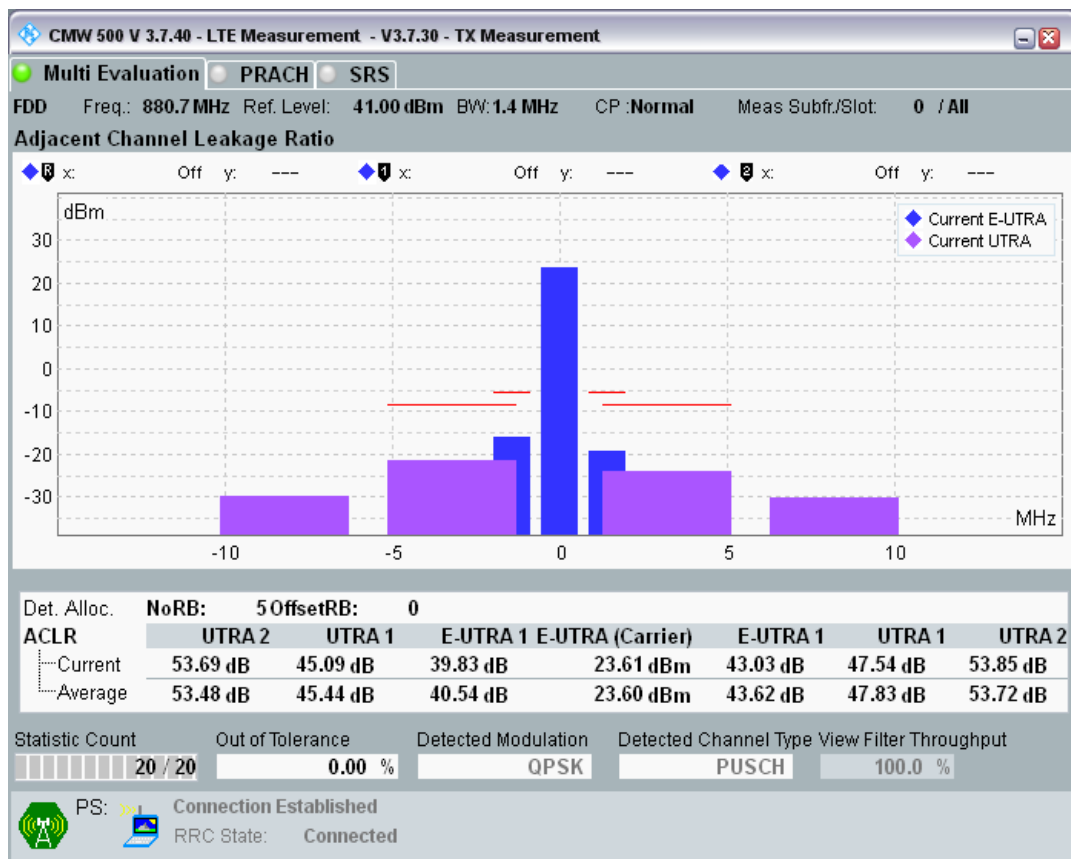 CMW 500 V 3.7.40 - LTE Measurement - V3.7.30 - TX Measurement
Multi Evaluation PRACH SRS
FDD Freq.: 880.7 MHz Ref. Level: 41.00 dBm BW: 1.4 MHz CP :Normal Meas Subfr./Slot: 0 / All
Adjacent Channel Leakage Ratio
R x: Off y: --- 1 x: Off y: --- 2 x: Off y: ---
dBm
Current E-UTRA
Current UTRA
30
20
10
0
-10
-20
-30
MHz
-10 -5 0 5 10
Det. Alloc. NoRB: 5 OffsetRB: 0
ACLR UTRA 2 UTRA 1 E-UTRA 1 E-UTRA (Carrier) E-UTRA 1 UTRA 1 UTRA 2
Current 53.69 dB 45.09 dB 39.83 dB 23.61 dBm 43.03 dB 47.54 dB 53.85 dB
Average 53.48 dB 45.44 dB 40.54 dB 23.60 dBm 43.62 dB 47.83 dB 53.72 dB
Statistic Count Out of Tolerance Detected Modulation Detected Channel Type View Filter Throughput
20 / 20 0.00 % QPSK PUSCH 100.0 %
PS: Connection Established
RRC State: Connected